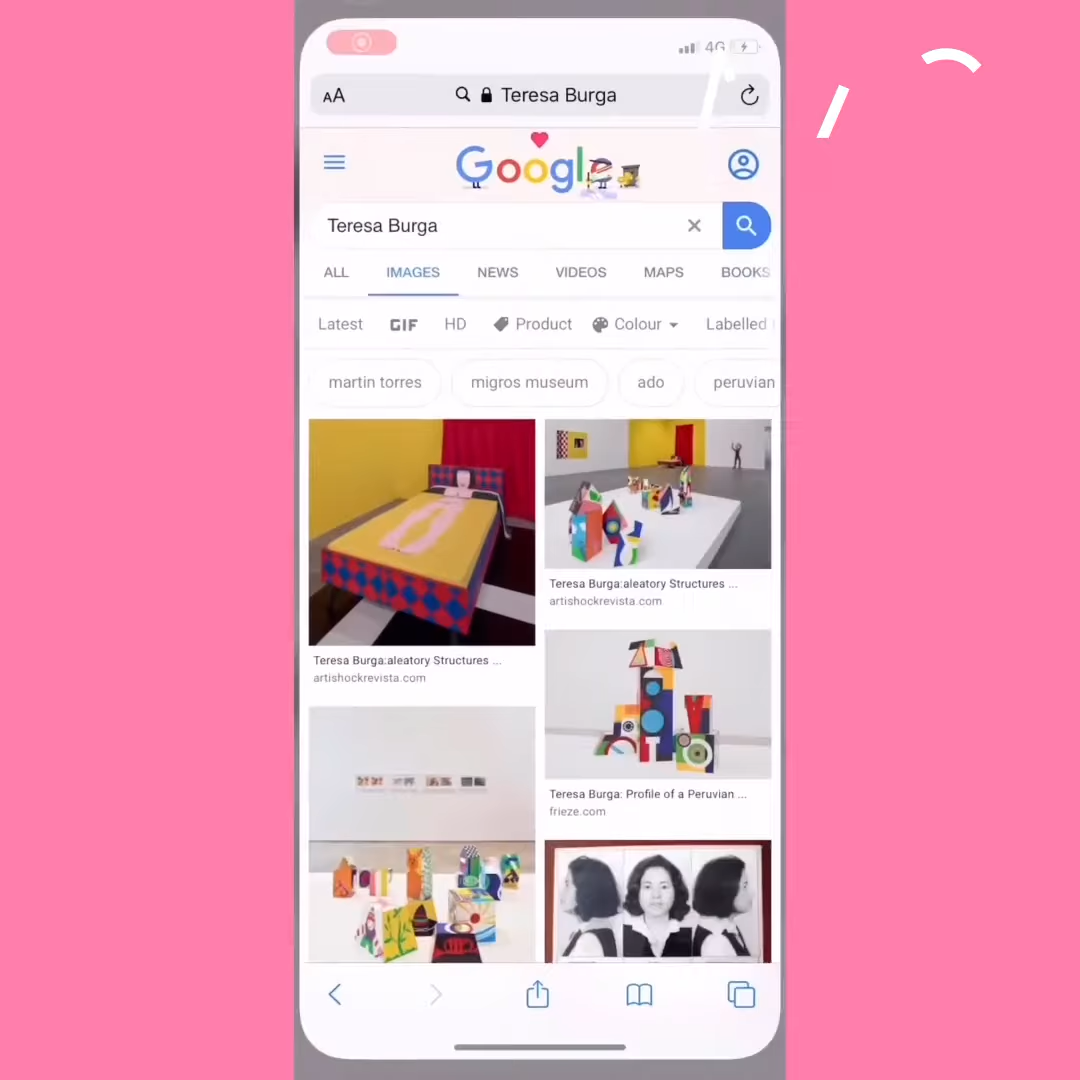 4G
AA Teresa Burga
Google
Teresa Burga
ALL IMAGES NEWS VIDEOS MAPS BOOKS
Latest GIF HD Product Colour Labelled
martin torres migros museum ado peruvian
Teresa Burga:aleatory Structures ...
artishockrevista.com
Teresa Burga:aleatory Structures ...
artishockrevista.com
Teresa Burga: Profile of a Peruvian ...
frieze.com